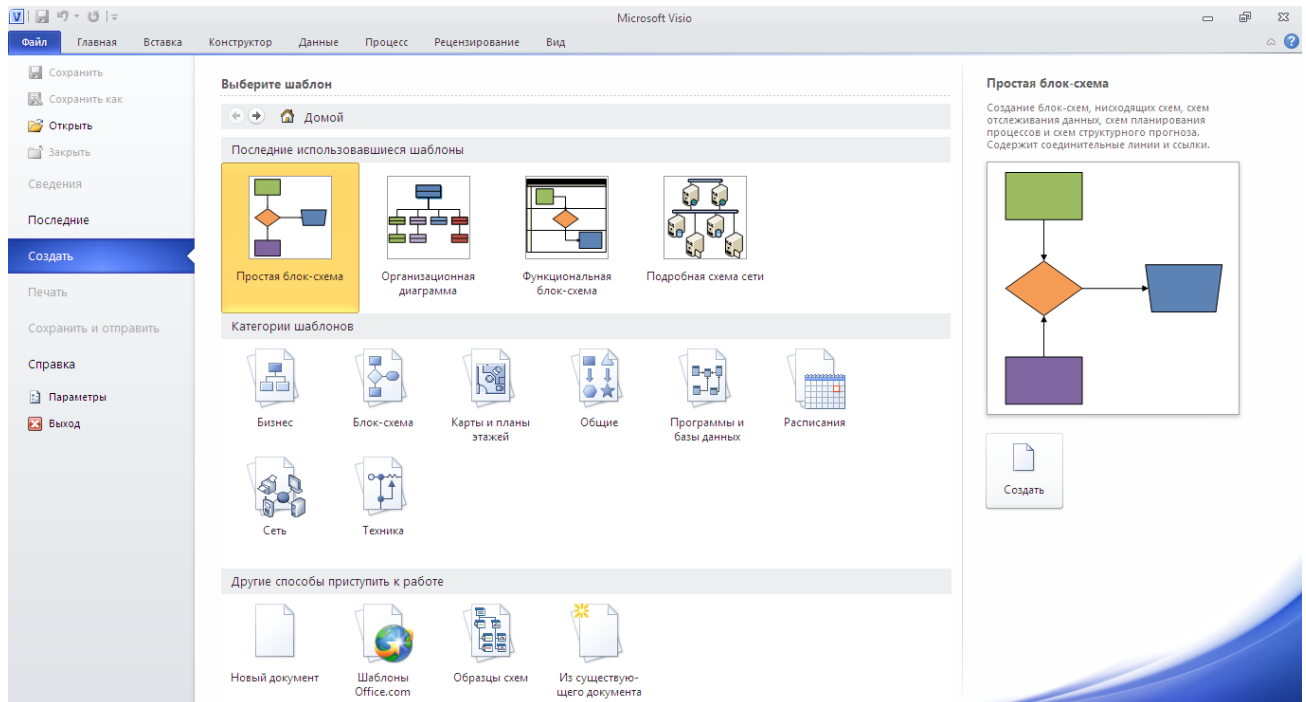 Microsoft Visio
Файл Главная Вставка Конструктор Данные Процесс Рецензирование Вид
Сохранить
Сохранить как
Открыть
Закрыть
Сведения
Последние
Создать
Печать
Сохранить и отправить
Справка
Параметры
Выход
Выберите шаблон
Домой
Последние использовавшиеся шаблоны
Простая блок-схема
Организационная
диаграмма
Функциональная
блок-схема
Подробная схема сети
Категории шаблонов
Бизнес
Блок-схема
Карты и планы
этажей
Общие
Программы и
базы данных
Расписания
Сеть
Техника
Другие способы приступить к работе
Новый документ
Шаблоны
Office.com
Образцы схем
Из существую-
щего документа
Простая блок-схема
Создание блок-схем, нисходящих схем, схем
отслеживания данных, схем планирования
процессов и схем структурного прогноза.
Содержит соединительные линии и ссылки.
Создать